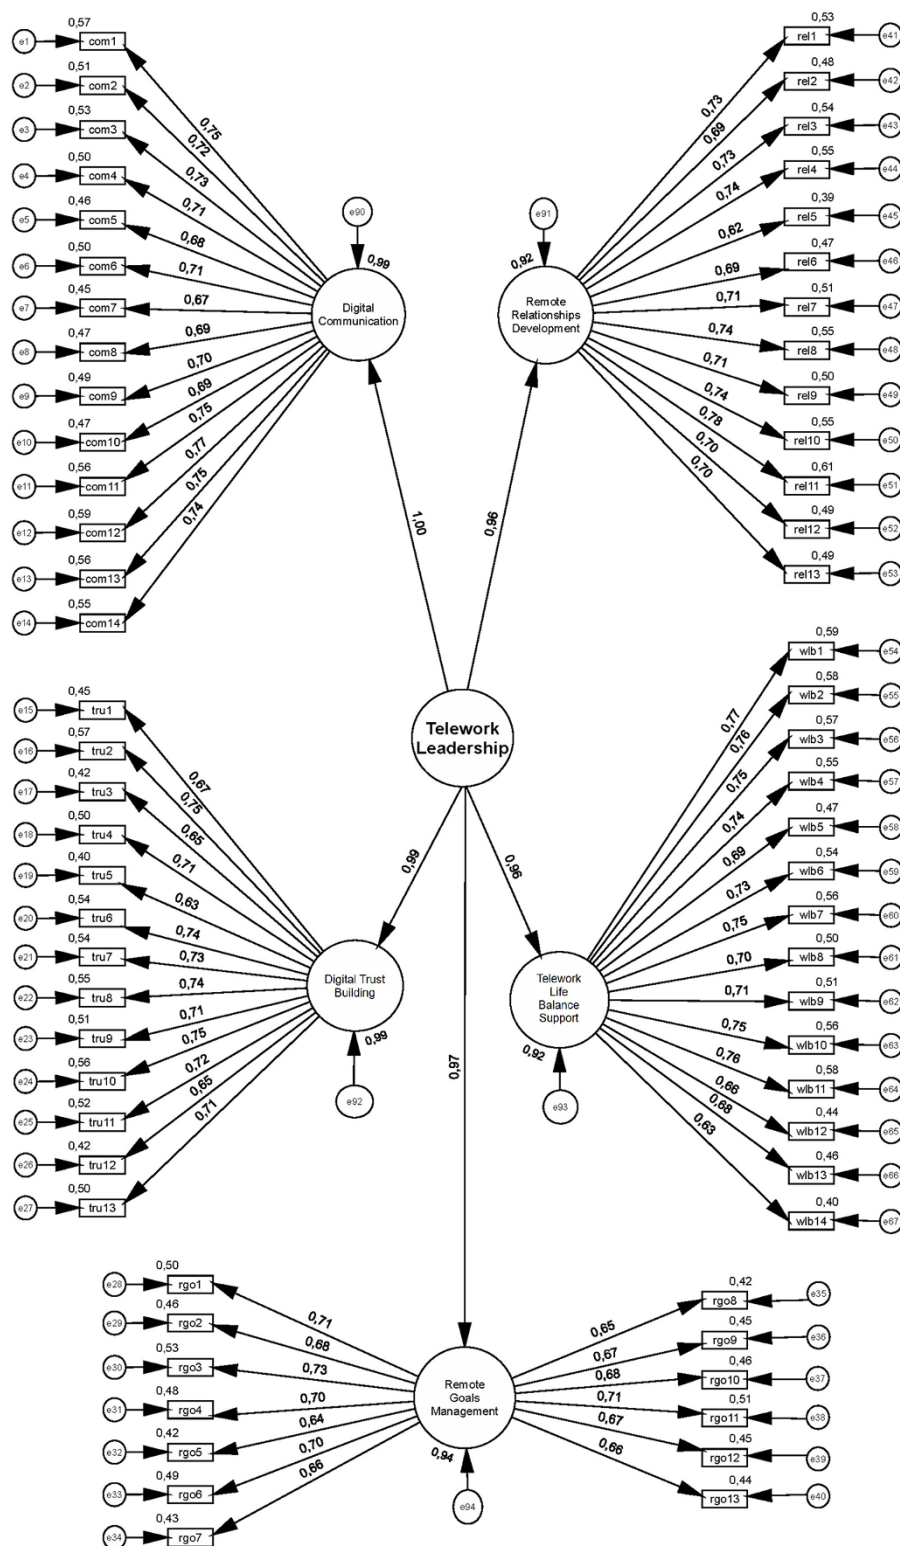 0,57
e1 com1
0,51
e2 com2
0,53
e3 com3
0,50
e4 com4
0,46
e5 com5
0,50
e6 com6
0,45
e7 com7
0,47
e8 com8
0,49
e9 com9
0,47
e10 com10
0,56
e11 com11
0,59
e12 com12
0,56
e13 com13
0,55
e14 com14
0,75
0,72
0,73
0,71
0,68
0,71
0,67
0,69
0,70
0,69
0,75
0,77
0,75
0,74
e90
0,99
Digital
Communication
e91
0,92
Remote
Relationships
Development
0,73
0,69
0,73
0,74
0,62
0,69
0,71
0,74
0,71
0,74
0,78
0,70
0,70
0,53
rel1 e41
0,48
rel2 e42
0,54
rel3 e43
0,55
rel4 e44
0,39
rel5 e45
0,47
rel6 e46
0,51
rel7 e47
0,55
rel8 e48
0,50
rel9 e49
0,55
rel10 e50
0,61
rel11 e51
0,49
rel12 e52
0,49
rel13 e53
1,00
0,96
Telework
Leadership
0,99
0,96
0,97
0,45
e15 tru1
0,57
e16 tru2
0,42
e17 tru3
0,50
e18 tru4
0,40
e19 tru5
0,54
e20 tru6
0,54
e21 tru7
0,55
e22 tru8
0,51
e23 tru9
0,56
e24 tru10
0,52
e25 tru11
0,42
e26 tru12
0,50
e27 tru13
0,67
0,75
0,65
0,71
0,63
0,74
0,73
0,74
0,71
0,75
0,72
0,65
0,71
Digital Trust
Building
0,99
e92
Telework
Life
Balance
Support
0,92
e93
0,77
0,76
0,75
0,74
0,69
0,73
0,75
0,70
0,71
0,75
0,76
0,66
0,68
0,63
0,59
wlb1 e54
0,58
wlb2 e55
0,57
wlb3 e56
0,55
wlb4 e57
0,47
wlb5 e58
0,54
wlb6 e59
0,56
wlb7 e60
0,50
wlb8 e61
0,51
wlb9 e62
0,56
wlb10 e63
0,58
wlb11 e64
0,44
wlb12 e65
0,46
wlb13 e66
0,40
wlb14 e67
0,50
e28 rgo1
0,46
e29 rgo2
0,53
e30 rgo3
0,48
e31 rgo4
0,42
e32 rgo5
0,49
e33 rgo6
0,43
e34 rgo7
0,71
0,68
0,73
0,70
0,64
0,70
0,66
Remote
Goals
Management
0,94
e94
0,65
0,67
0,68
0,71
0,67
0,66
0,42
rgo8 e35
0,45
rgo9 e36
0,46
rgo10 e37
0,51
rgo11 e38
0,45
rgo12 e39
0,44
rgo13 e40